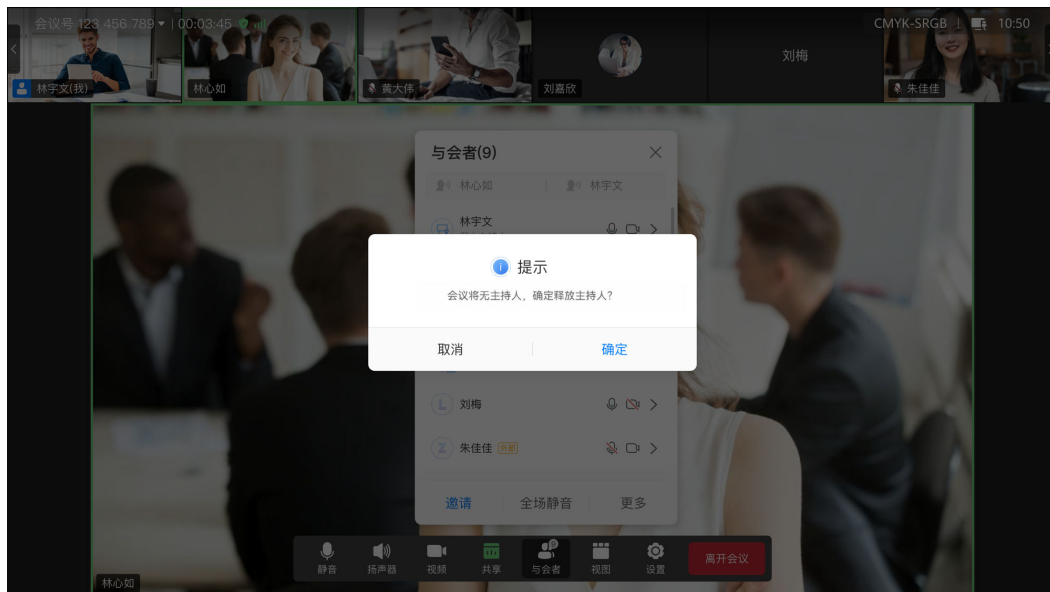 会议号 123 456 789 | 00:03:45
CMYK-SRGB 10:50
林宇文(我)
林心如
黄大伟
刘嘉欣
刘梅
朱佳佳
与会者(9)
林心如 | 林宇文
林宇文
提示
会议将无主持人，确定释放主持人？
取消
确定
L 刘梅
Z 朱佳佳 外部
邀请
全场静音
更多
静音
扬声器
视频
共享
与会者
视图
设置
离开会议
林心如